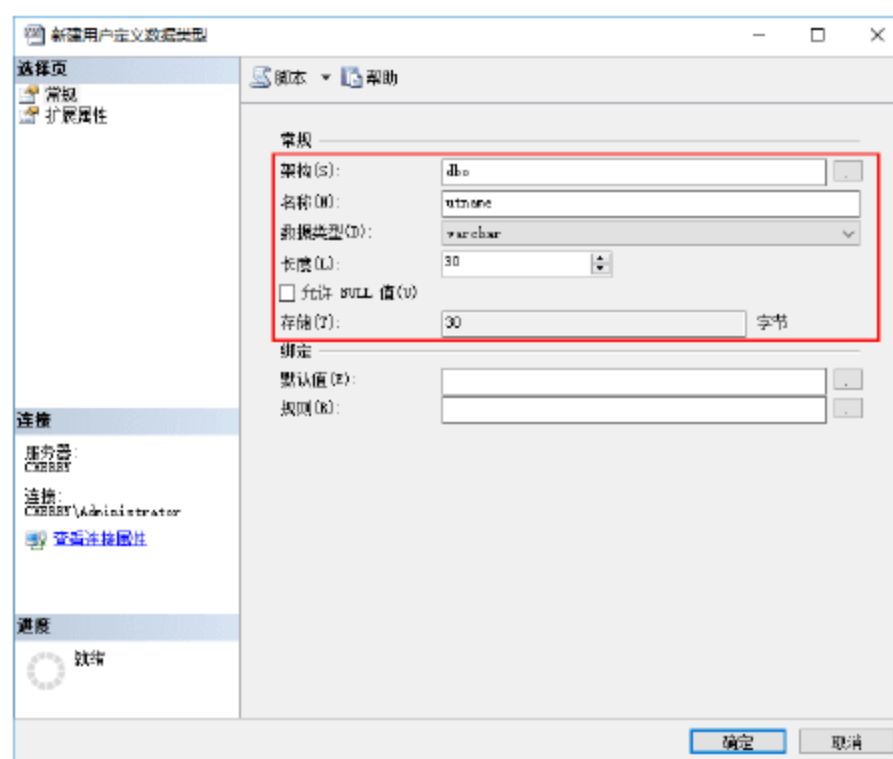 新建用户定义数据类型
选择页
常规
扩展属性
脚本 帮助
常规
架构(S): dbo
名称(N): utname
数据类型(D): varchar
长度(L): 30
允许 NULL 值(U)
存储(T): 30 字节
绑定
默认值(E):
规则(R):
连接
服务器:
CXERRY
连接:
CXERRY\Administrator
查看连接属性
进度
就绪
确定 取消